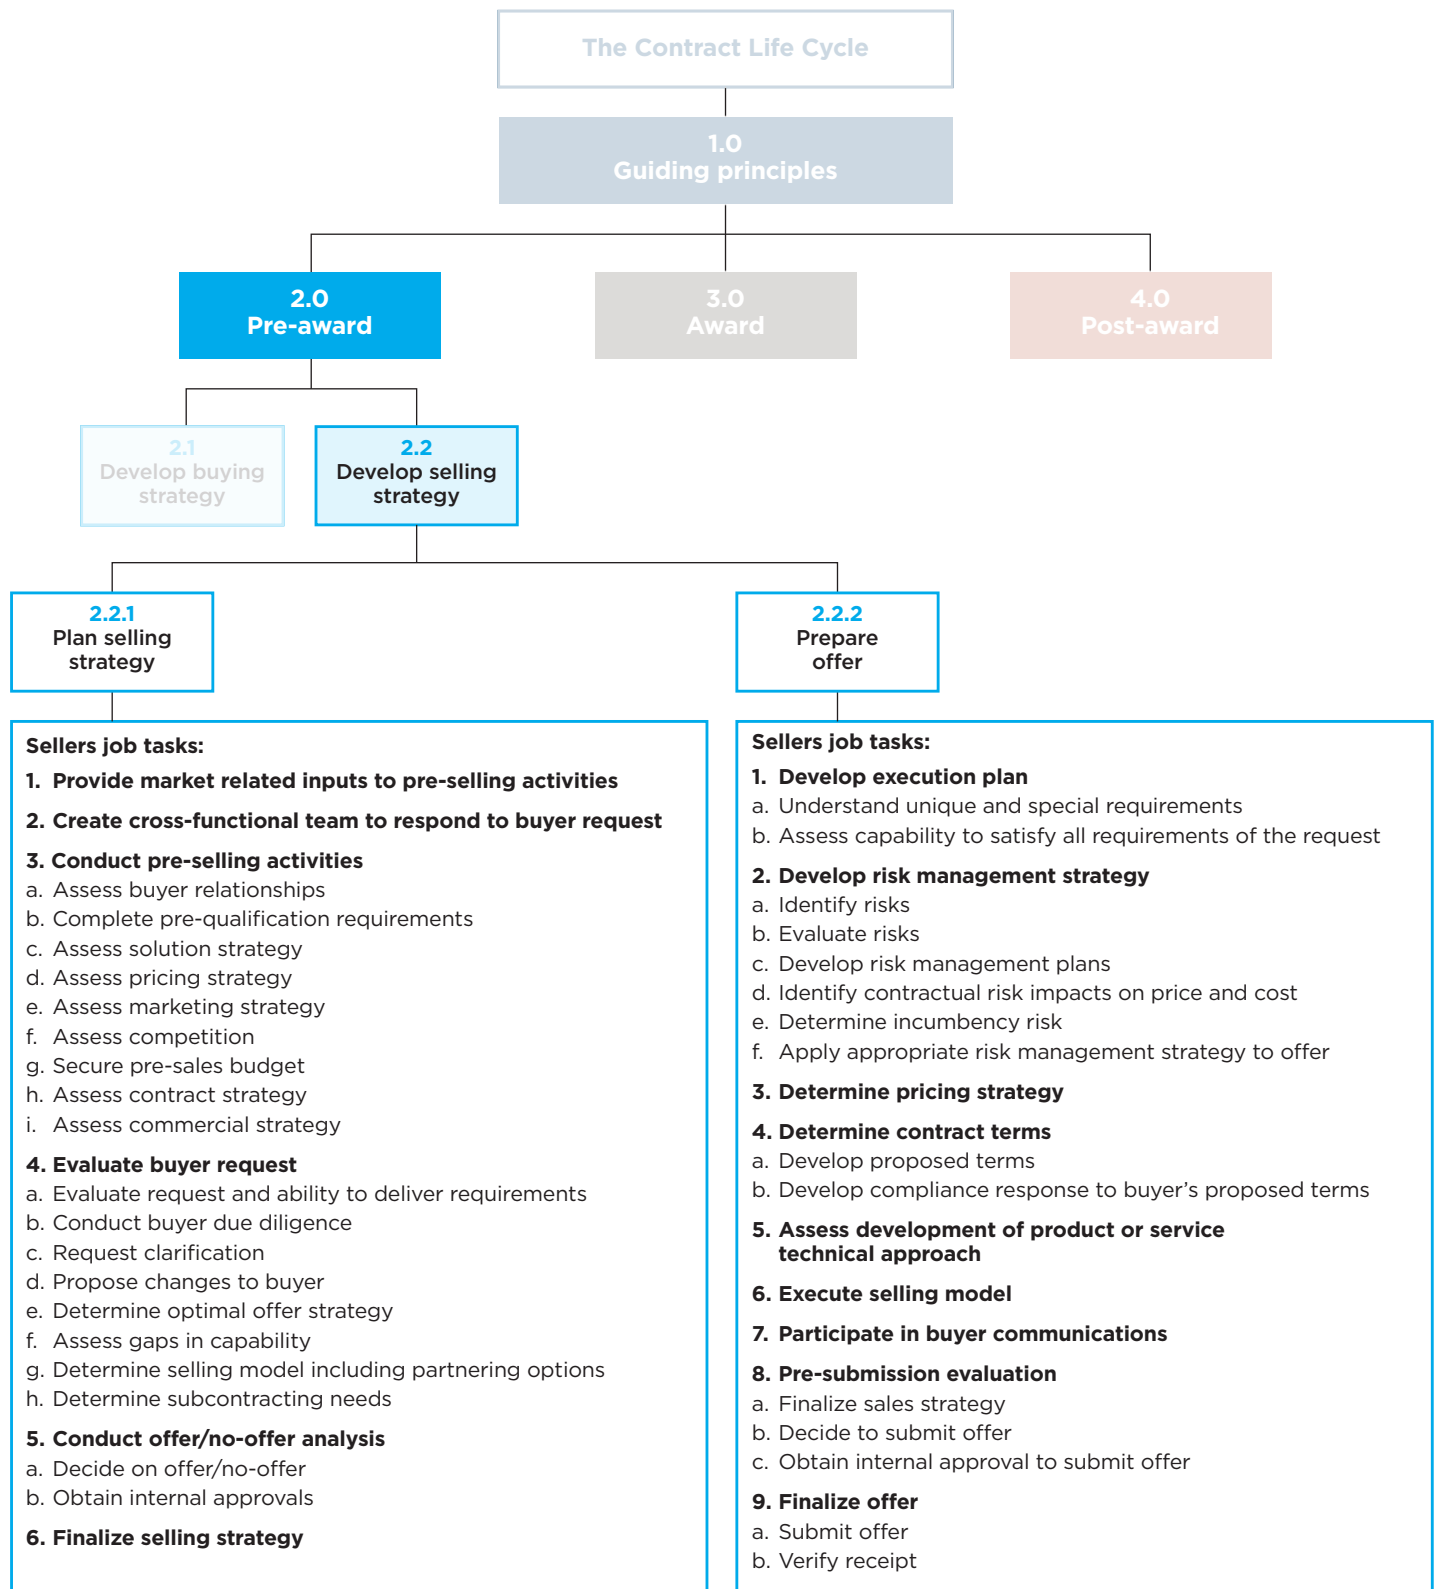 The Contract Life Cycle
1.0
Guiding principles
2.0
Pre-award
3.0
Award
4.0
Post-award
2.1
Develop buying
strategy
2.2
Develop selling
strategy
2.2.1
Plan selling
strategy
2.2.2
Prepare
offer
Sellers job tasks:
1. Provide market related inputs to pre-selling activities
2. Create cross-functional team to respond to buyer request
3. Conduct pre-selling activities
a. Assess buyer relationships
b. Complete pre-qualification requirements
c. Assess solution strategy
d. Assess pricing strategy
e. Assess marketing strategy
f. Assess competition
g. Secure pre-sales budget
h. Assess contract strategy
i. Assess commercial strategy
4. Evaluate buyer request
a. Evaluate request and ability to deliver requirements
b. Conduct buyer due diligence
c. Request clarification
d. Propose changes to buyer
e. Determine optimal offer strategy
f. Assess gaps in capability
g. Determine selling model including partnering options
h. Determine subcontracting needs
5. Conduct offer/no-offer analysis
a. Decide on offer/no-offer
b. Obtain internal approvals
6. Finalize selling strategy
Sellers job tasks:
1. Develop execution plan
a. Understand unique and special requirements
b. Assess capability to satisfy all requirements of the request
2. Develop risk management strategy
a. Identify risks
b. Evaluate risks
c. Develop risk management plans
d. Identify contractual risk impacts on price and cost
e. Determine incumbency risk
f. Apply appropriate risk management strategy to offer
3. Determine pricing strategy
4. Determine contract terms
a. Develop proposed terms
b. Develop compliance response to buyer’s proposed terms
5. Assess development of product or service
technical approach
6. Execute selling model
7. Participate in buyer communications
8. Pre-submission evaluation
a. Finalize sales strategy
b. Decide to submit offer
c. Obtain internal approval to submit offer
9. Finalize offer
a. Submit offer
b. Verify receipt